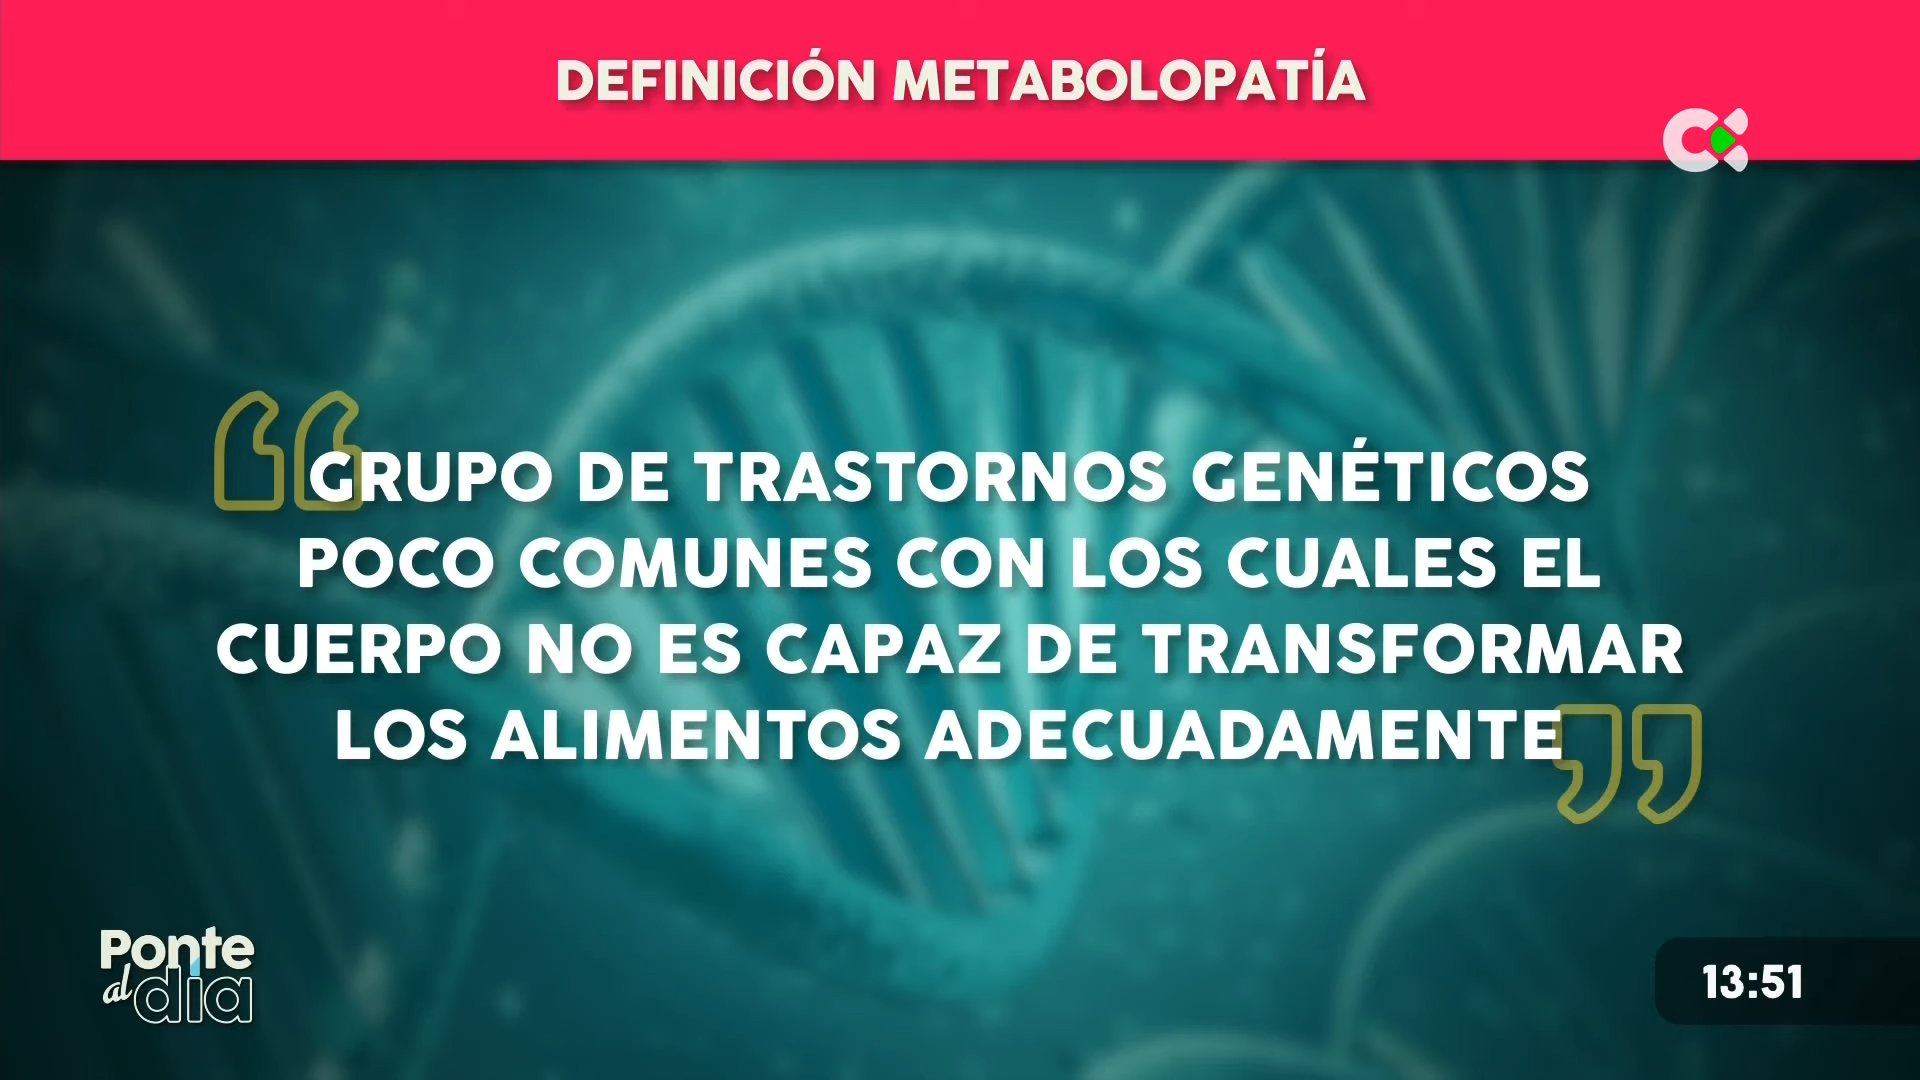 DEFINICIÓN METABOLOPATÍA
“GRUPO DE TRASTORNOS GENÉTICOS
POCO COMUNES CON LOS CUALES EL
CUERPO NO ES CAPAZ DE TRANSFORMAR
LOS ALIMENTOS ADECUADAMENTE”
Ponte
al día
13:51